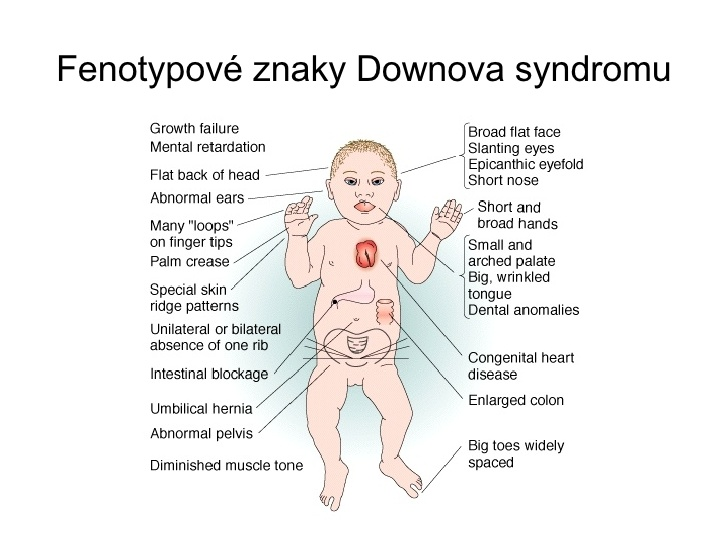 Fenotypové znaky Downova syndromu
Growth failure
Mental retardation
Flat back of head
Abnormal ears
Many "loops"
on finger tips
Palm crease
Special skin
ridge patterns
Unilateral or bilateral
absence of one rib
Intestinal blockage
Umbilical hernia
Abnormal pelvis
Diminished muscle tone
Broad flat face
Slanting eyes
Epicanthic eyefold
Short nose
Short and
broad hands
Small and
arched palate
Big, wrinkled
tongue
Dental anomalies
Congenital heart
disease
Enlarged colon
Big toes widely
spaced